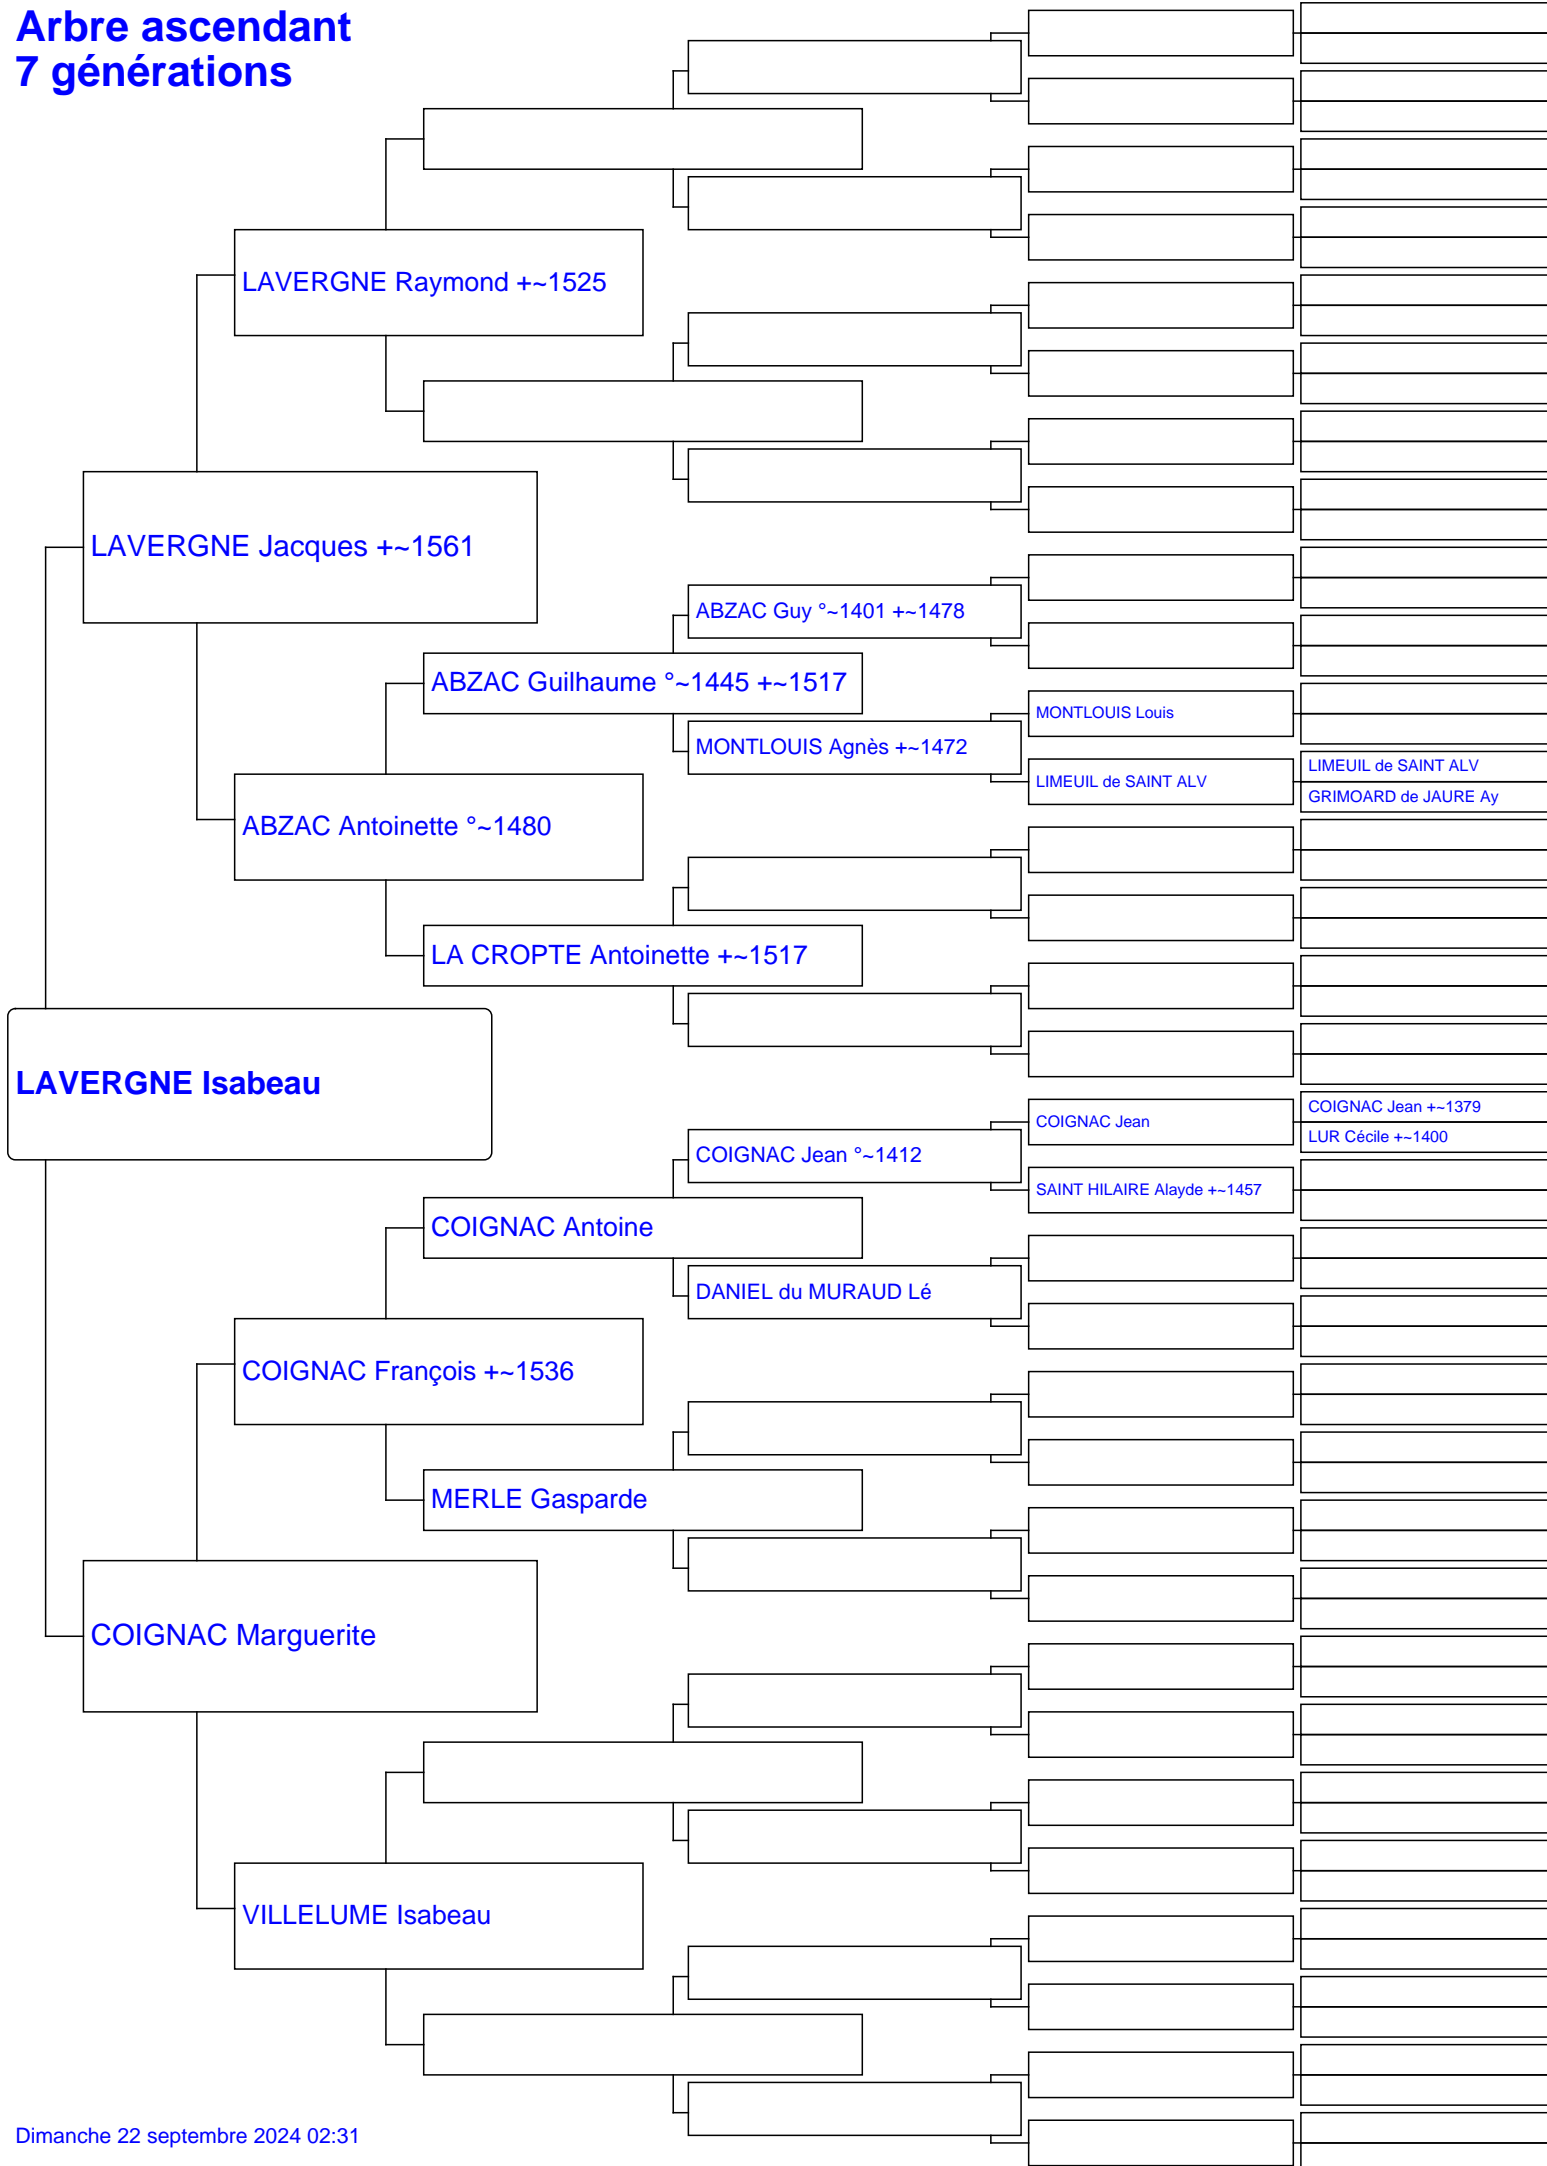 Arbre ascendant
7 générations
LAVERGNE Raymond +~1525
LAVERGNE Jacques +~1561
ABZAC Guy °~1401 +~1478
ABZAC Guilhaume °~1445 +~1517
MONTLOUIS Louis
MONTLOUIS Agnès +~1472
LIMEUIL de SAINT ALV
LIMEUIL de SAINT ALV
GRIMOARD de JAURE Ay
ABZAC Antoinette °~1480
LA CROPTE Antoinette +~1517
LAVERGNE Isabeau
COIGNAC Jean
COIGNAC Jean +~1379
LUR Cécile +~1400
COIGNAC Jean °~1412
SAINT HILAIRE Alayde +~1457
COIGNAC Antoine
DANIEL du MURAUD Lé
COIGNAC François +~1536
MERLE Gasparde
COIGNAC Marguerite
VILLELUME Isabeau
Dimanche 22 septembre 2024 02:31